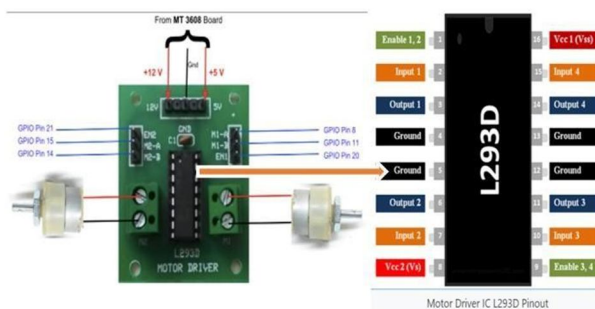 From MT 3608 Board
Gnd
+12 V
+5 V
12V
5V
GPIO Pin 21
GPIO Pin 15
GPIO Pin 14
EN2
M2-A
M2-B
GND
C1
M1-A
M1-B
EN1
GPIO Pin 8
GPIO Pin 11
GPIO Pin 20
L293D
MOTOR DRIVER
Enable 1, 2
1
16
Vcc 1 (Vss)
Input 1
2
15
Input 4
Output 1
3
14
Output 4
Ground
4
13
Ground
Ground
5
12
Ground
Output 2
6
11
Output 3
Input 2
7
10
Input 3
Vcc 2 (Vs)
8
9
Enable 3, 4
L293D
Motor Driver IC L293D Pinout